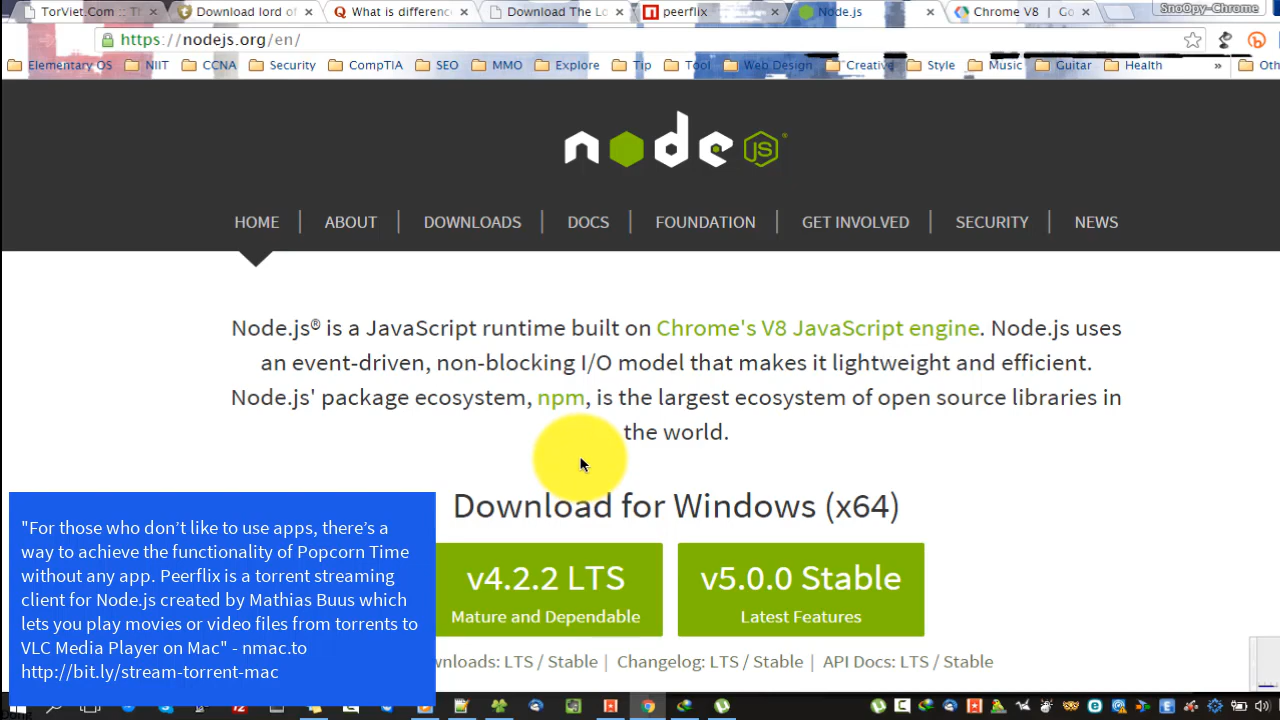 TorViet.Com :: Th
Download lord of
What is differenc
Download The Lo
peerflix
Node.js
Chrome V8 | Go
SnoOpy-Chrome
https://nodejs.org/en/
Elementary OS
NIIT
CCNA
Security
CompTIA
SEO
MMO
Explore
Tip
Tool
Web Design
Creative
Style
Music
Guitar
Health
»
Oth
node JS
HOME
ABOUT
DOWNLOADS
DOCS
FOUNDATION
GET INVOLVED
SECURITY
NEWS
Node.js® is a JavaScript runtime built on Chrome's V8 JavaScript engine. Node.js uses
an event-driven, non-blocking I/O model that makes it lightweight and efficient.
Node.js' package ecosystem, npm, is the largest ecosystem of open source libraries in
the world.
Download for Windows (x64)
v4.2.2 LTS
Mature and Dependable
v5.0.0 Stable
Latest Features
wnloads: LTS / Stable | Changelog: LTS / Stable | API Docs: LTS / Stable
"For those who don’t like to use apps, there’s a
way to achieve the functionality of Popcorn Time
without any app. Peerflix is a torrent streaming
client for Node.js created by Mathias Buus which
lets you play movies or video files from torrents to
VLC Media Player on Mac" - nmac.to
http://bit.ly/stream-torrent-mac